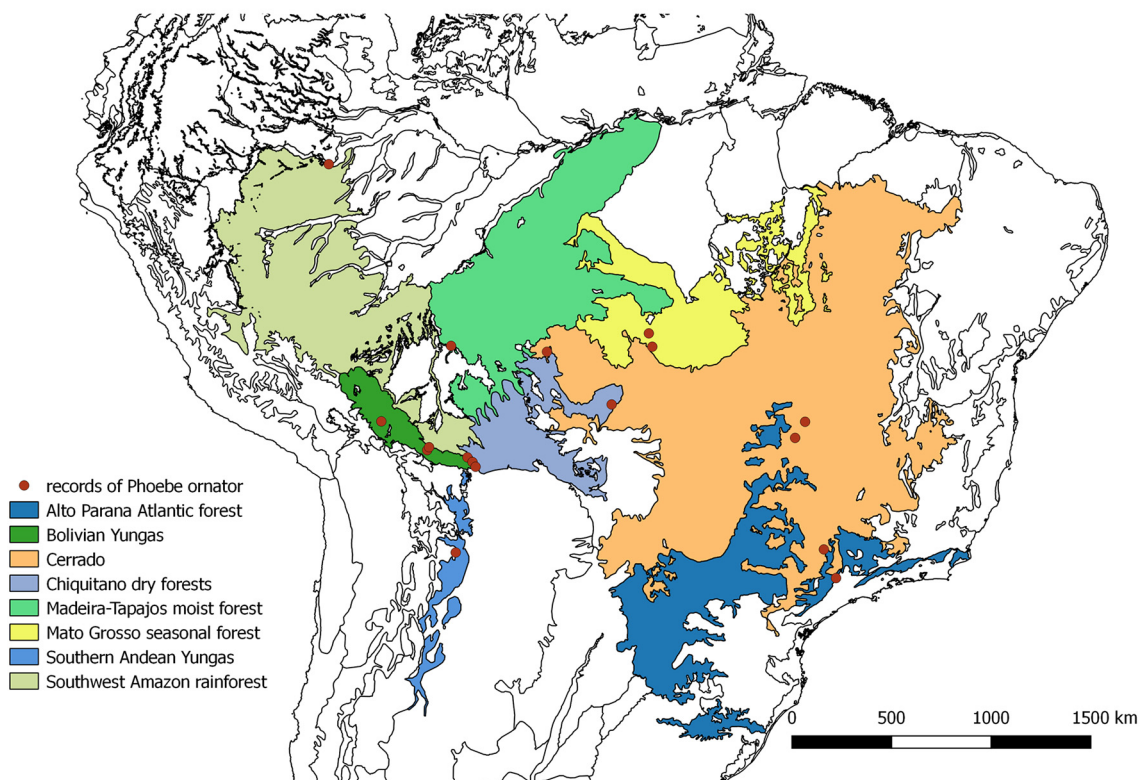 records of Phoebe ornator
Alto Parana Atlantic forest
Bolivian Yungas
Cerrado
Chiquitano dry forests
Madeira-Tapajos moist forest
Mato Grosso seasonal forest
Southern Andean Yungas
Southwest Amazon rainforest
0 500 1000 1500 km